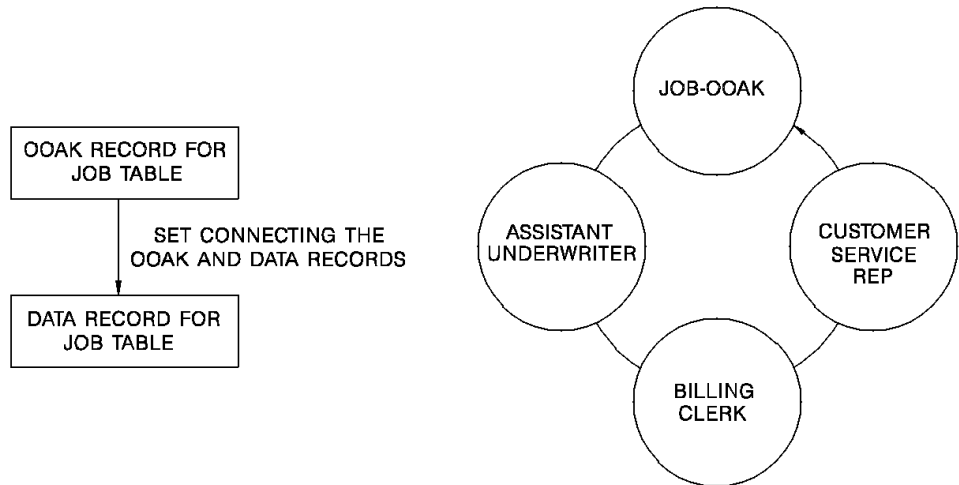 OOAK RECORD FOR
JOB TABLE
SET CONNECTING THE
OOAK AND DATA RECORDS
DATA RECORD FOR
JOB TABLE
JOB-OOAK
ASSISTANT
UNDERWRITER
CUSTOMER
SERVICE
REP
BILLING
CLERK